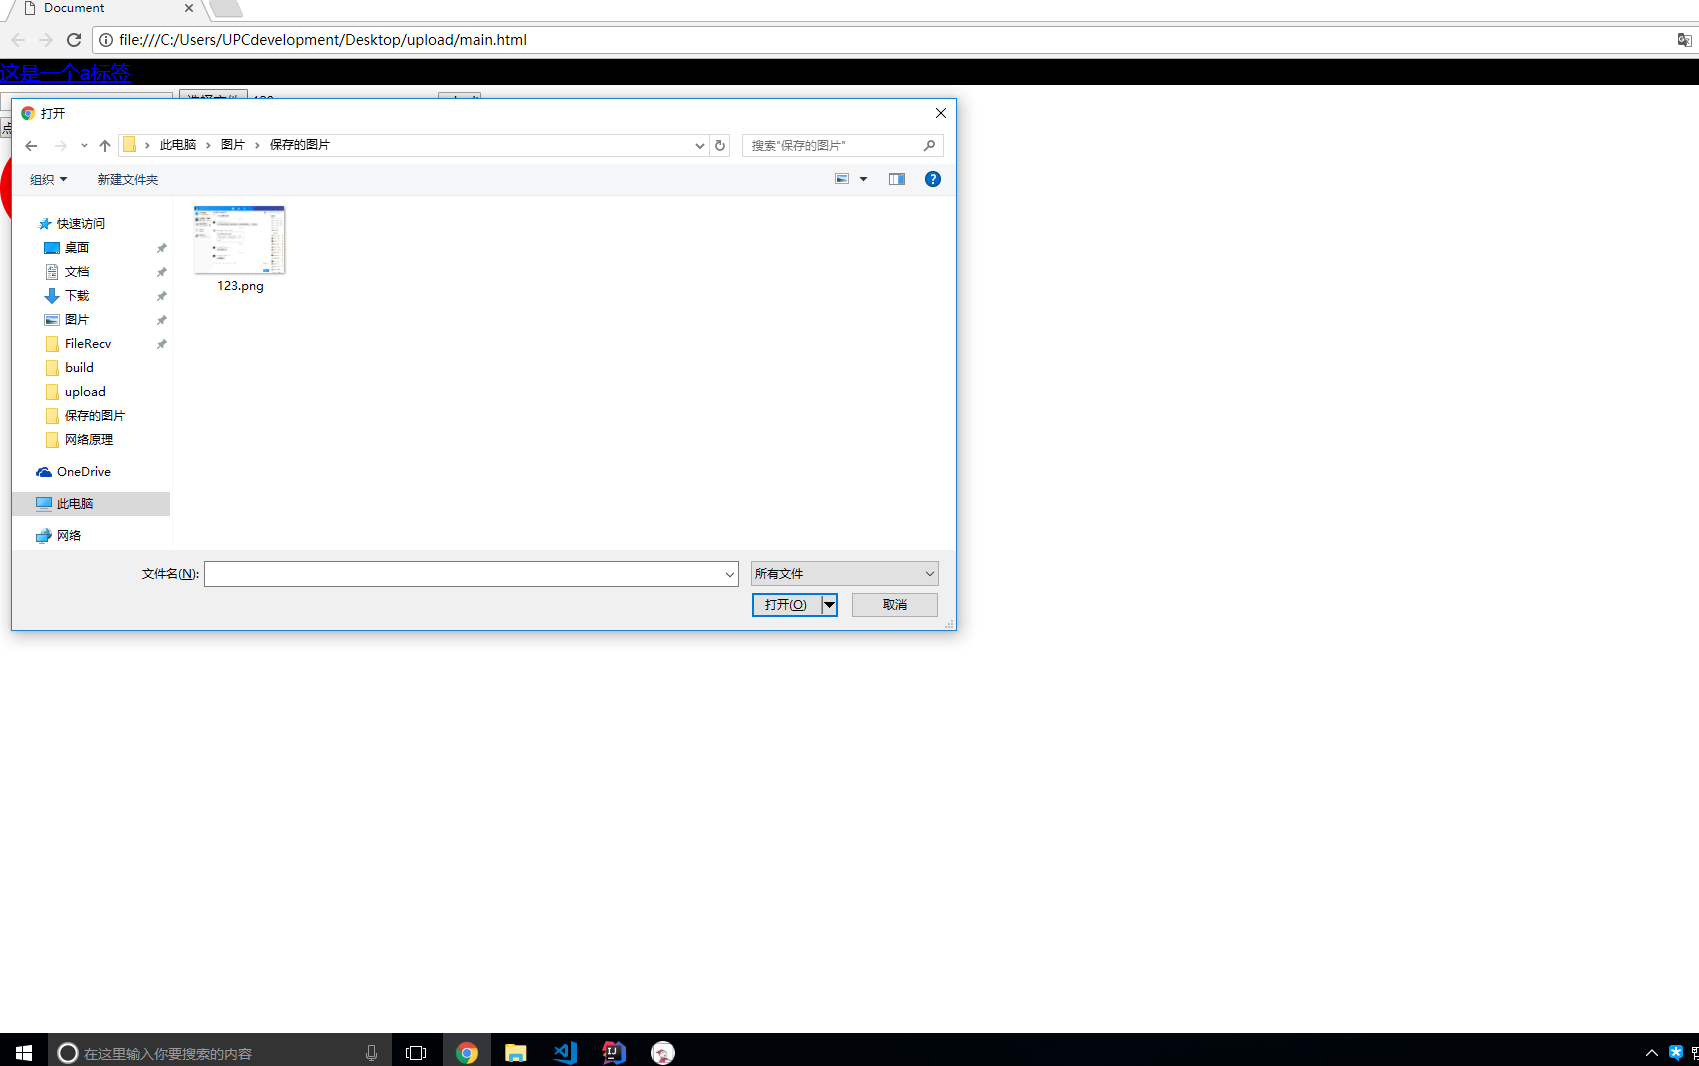 Document
file:///C:/Users/UPCdevelopment/Desktop/upload/main.html
这是一个a标签
点
打开
此电脑 图片 保存的图片
搜索"保存的图片"
组织 新建文件夹
快速访问
桌面
文档
下载
图片
FileRecv
build
upload
保存的图片
网络原理
OneDrive
此电脑
网络
123.png
文件名(N):
所有文件
打开(O) 取消
在这里输入你要搜索的内容